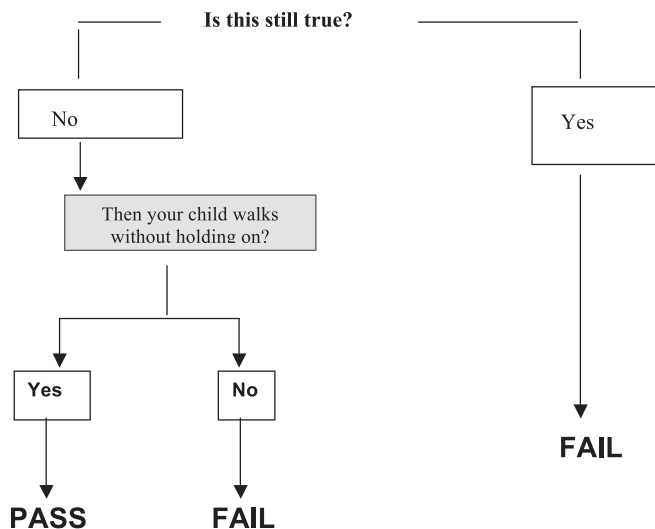 Is this still true?
No
Yes
Then your child walks
without holding on?
Yes
No
FAIL
PASS
FAIL